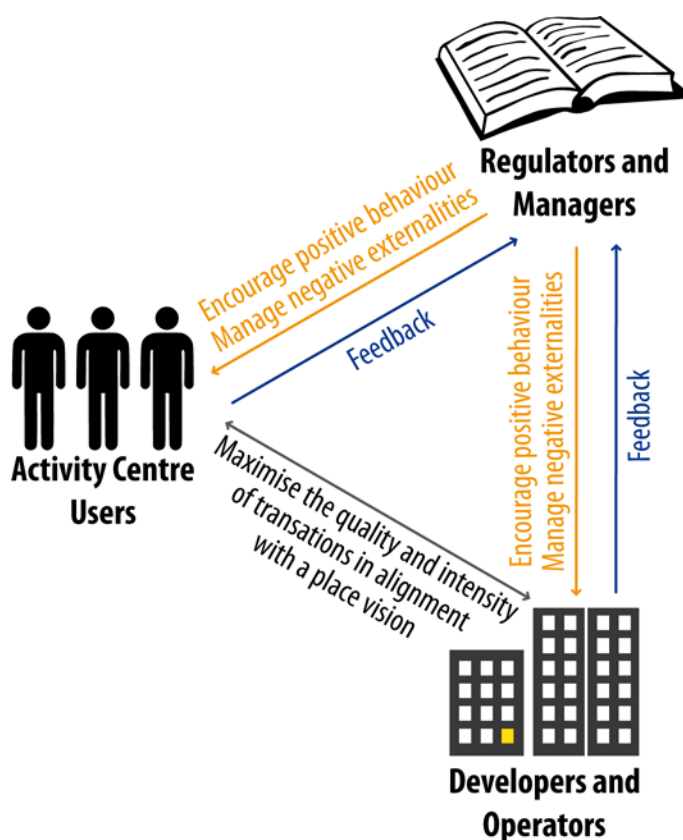 Regulators and
Managers
Encourage positive behaviour
Manage negative externalities
Feedback
Encourage positive behaviour
Manage negative externalities
Feedback
Activity Centre
Users
Maximise the quality and intensity
of transations in alignment
with a place vision
Developers and
Operators